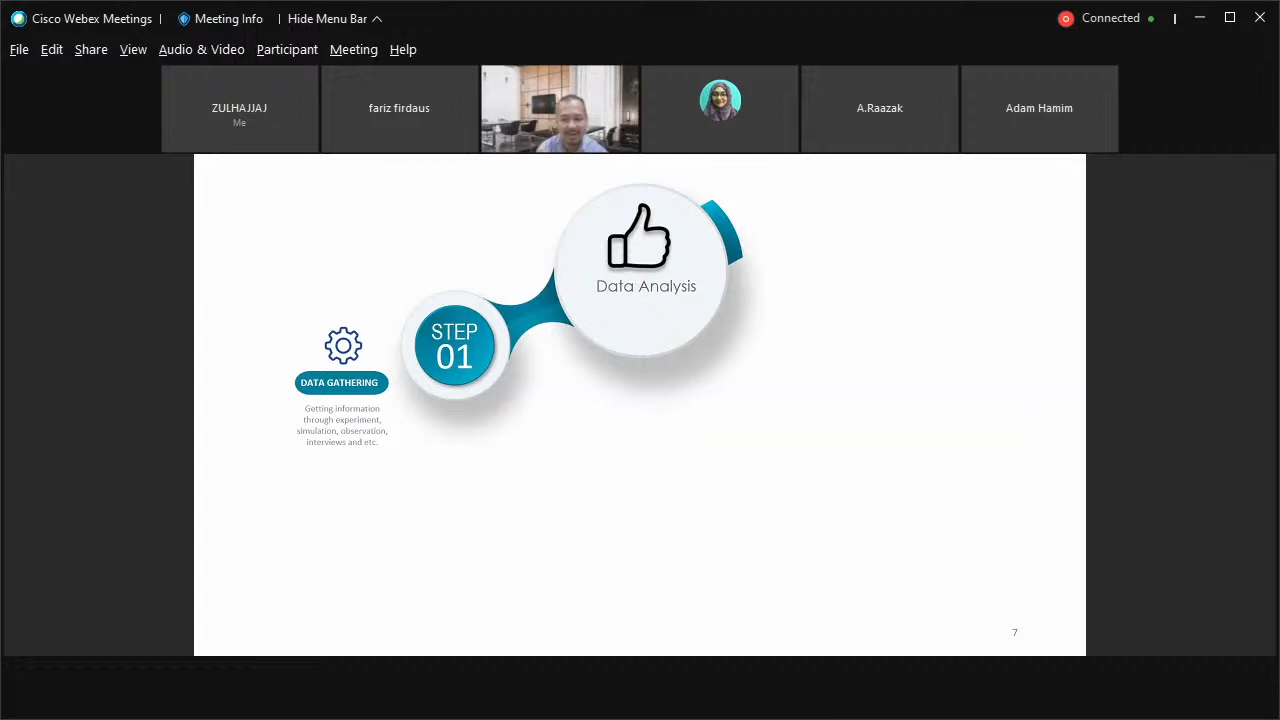 Cisco Webex Meetings | Meeting Info | Hide Menu Bar
Connected
File Edit Share View Audio & Video Participant Meeting Help
ZULHAJJAJ
Me
fariz firdaus
A.Raazak
Adam Hamim
Data Analysis
STEP
01
DATA GATHERING
Getting information
through experiment,
simulation, observation,
interviews and etc.
7